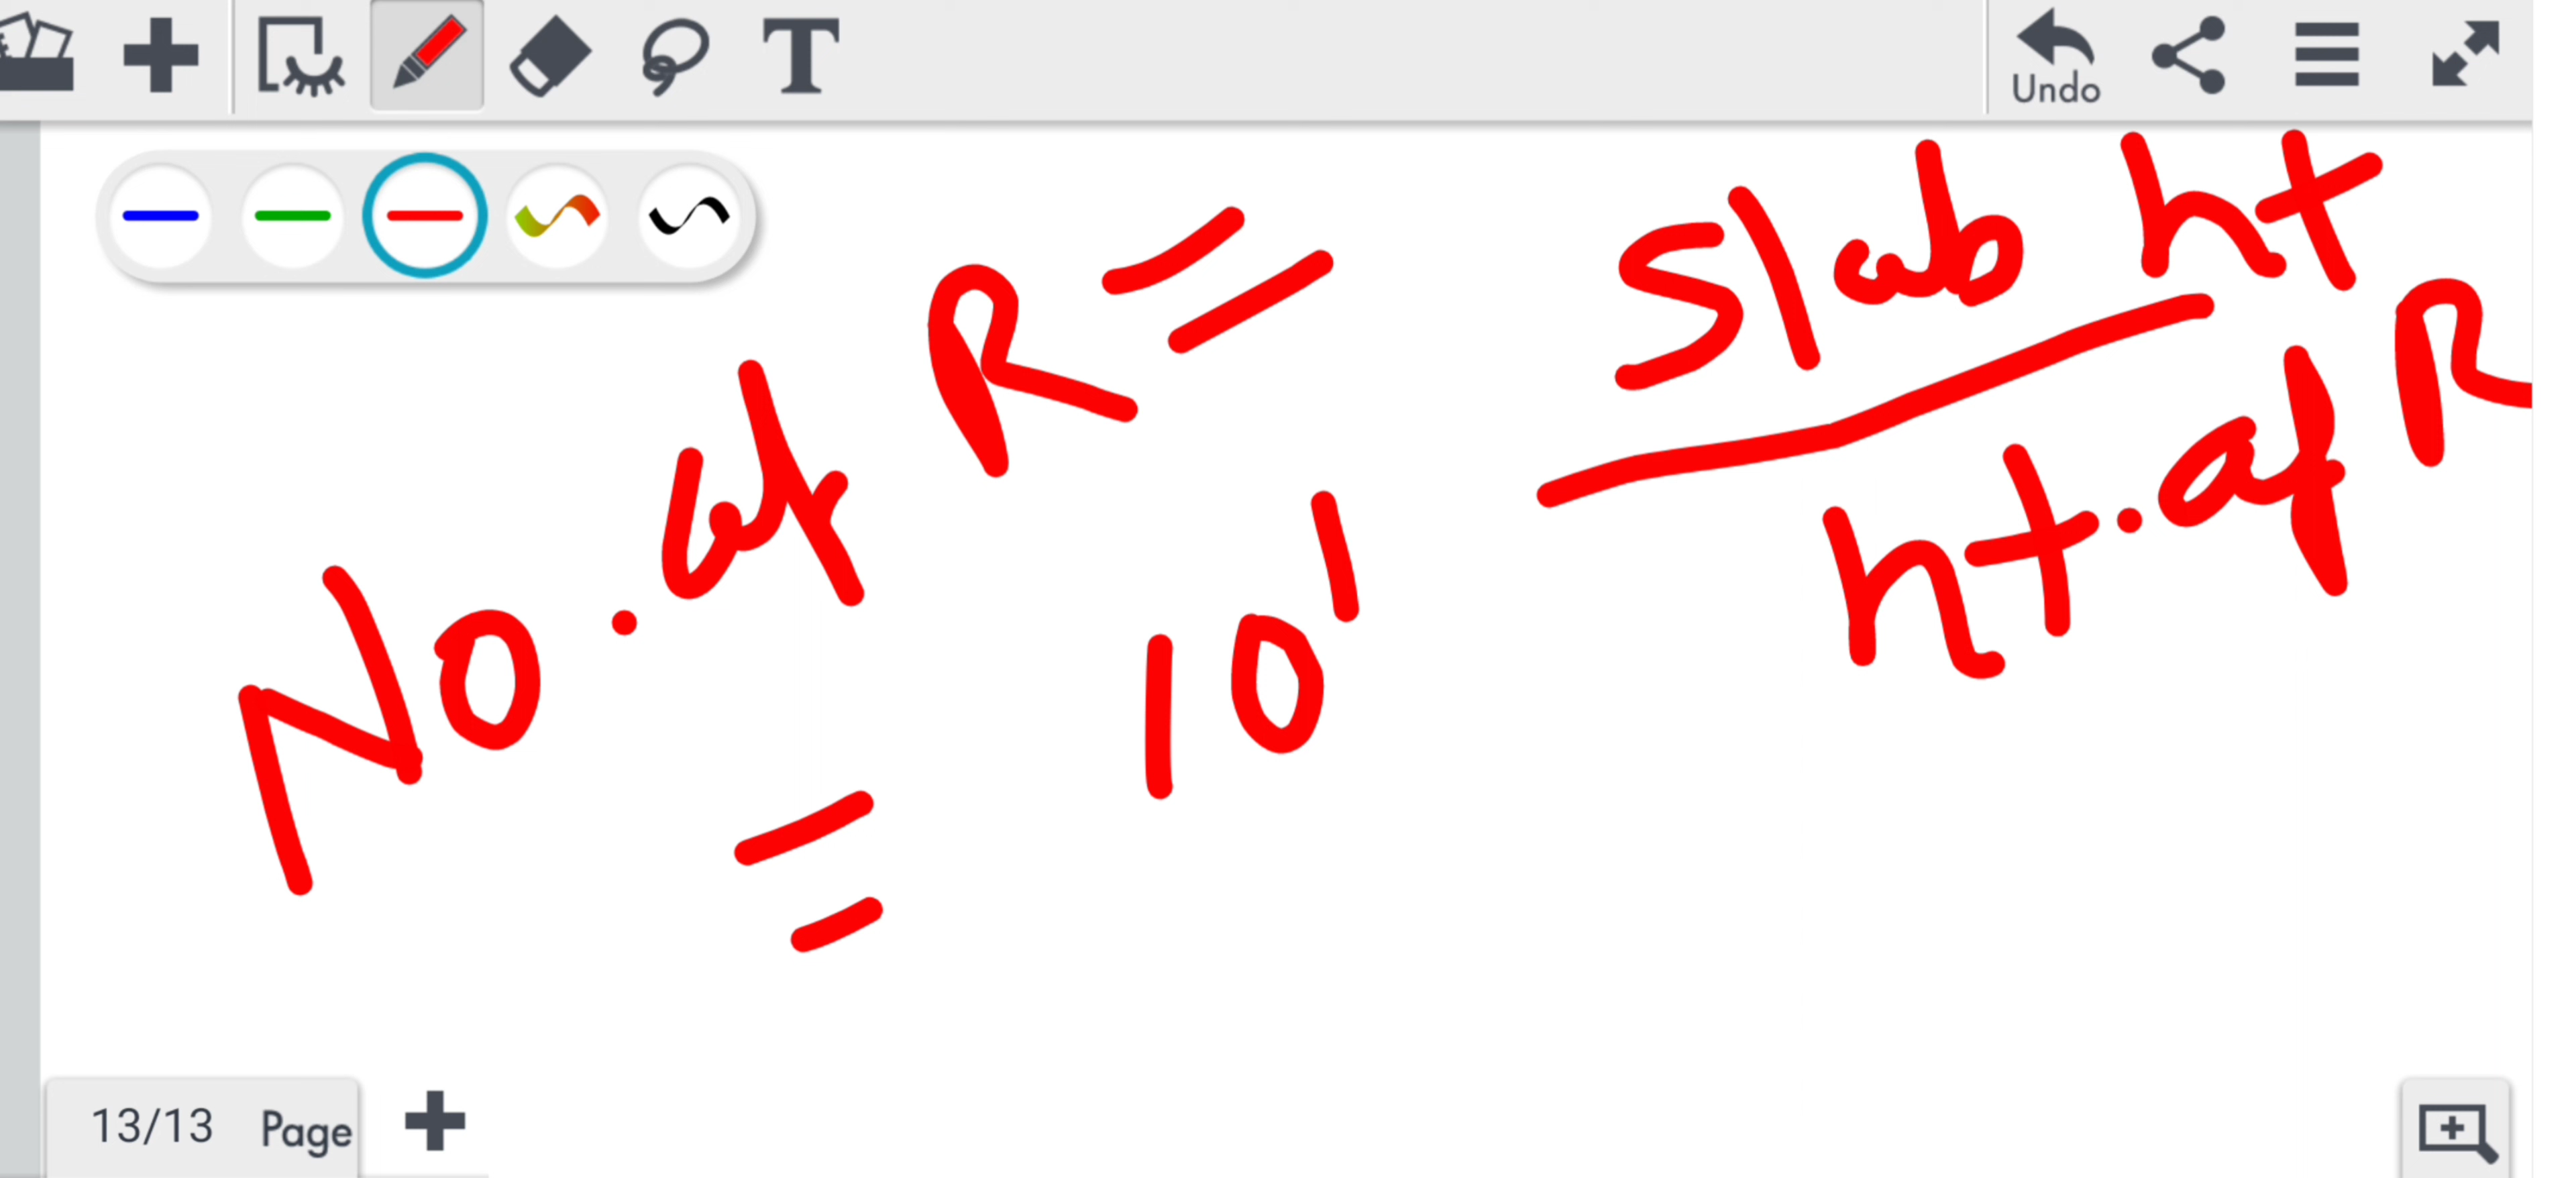 T
Undo
No. of R = slab ht
ht. of R
= 10'
13/13 Page